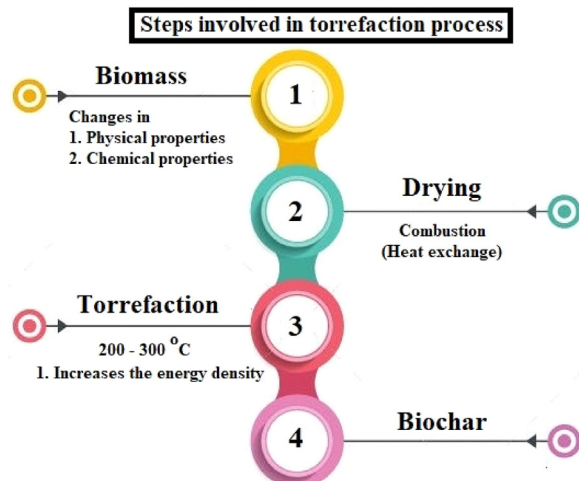 Steps involved in torrefaction process
Biomass
1
Changes in
1. Physical properties
2. Chemical properties
Drying
2
Combustion
(Heat exchange)
Torrefaction
3
200 - 300 °C
1. Increases the energy density
4
Biochar